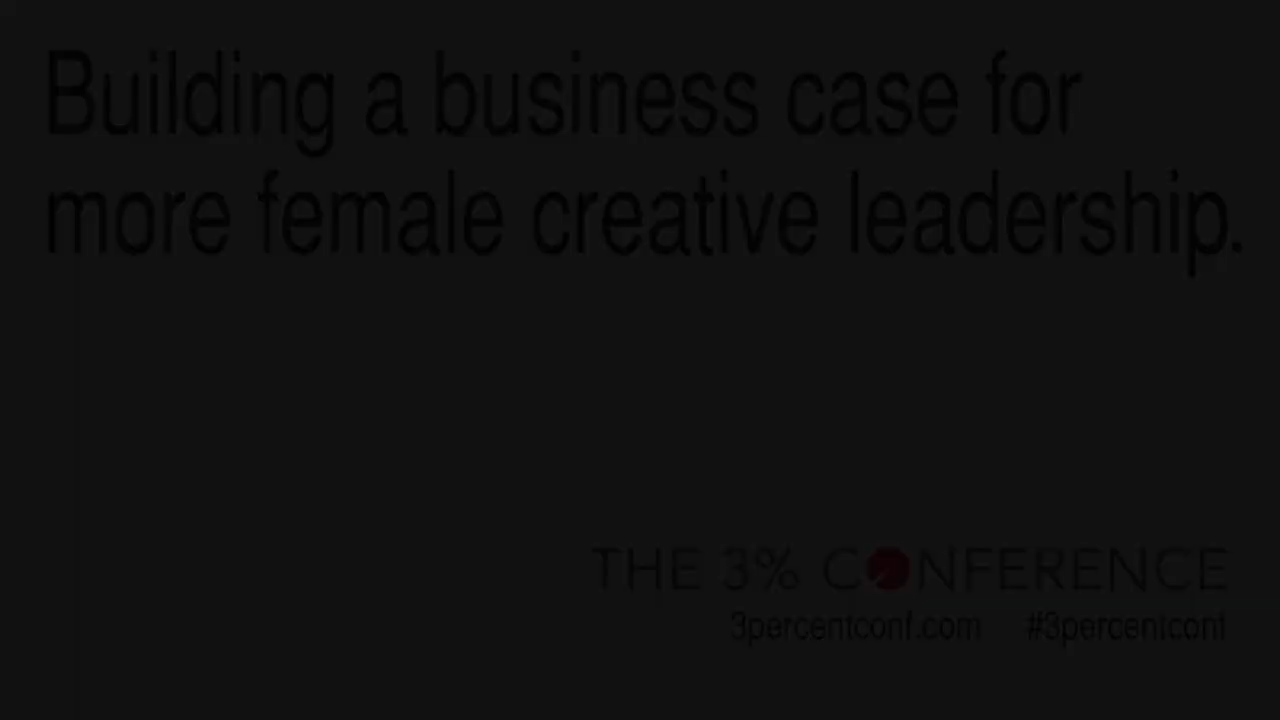 Building a business case for
more female creative leadership.
THE 3% CONFERENCE
3percentconf.com #3percentconf